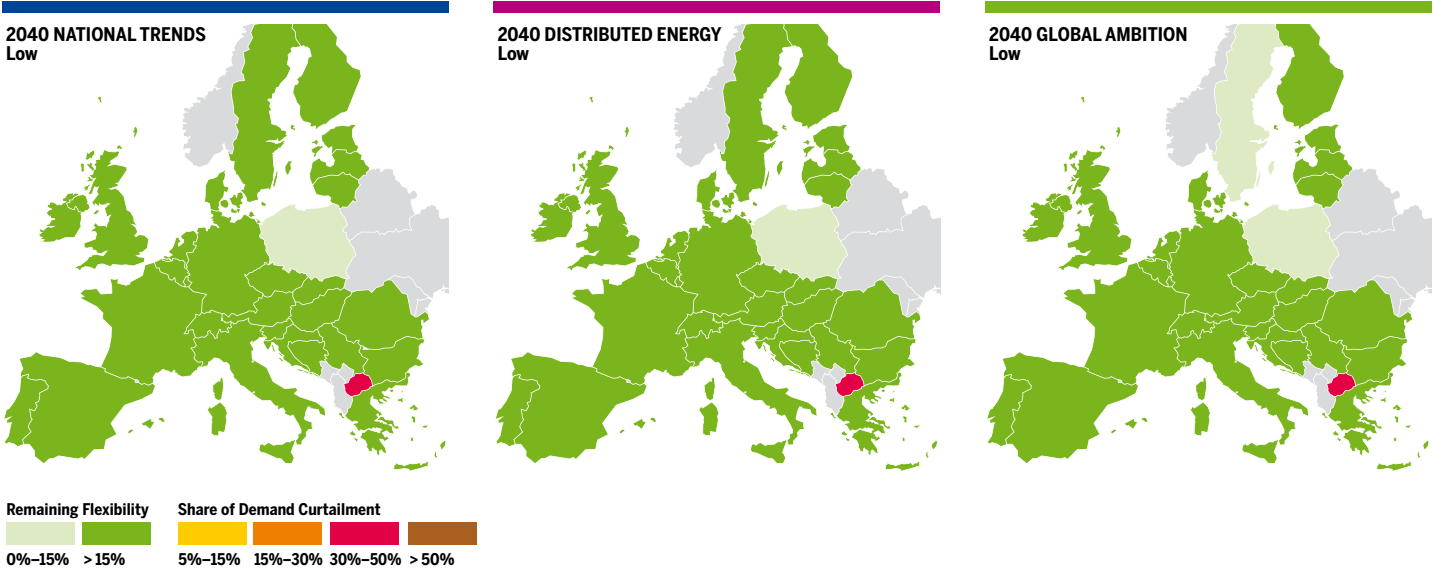 2040 NATIONAL TRENDS
Low
2040 DISTRIBUTED ENERGY
Low
2040 GLOBAL AMBITION
Low
Remaining Flexibility
0%–15% > 15%
Share of Demand Curtailment
5%–15% 15%–30% 30%–50% > 50%